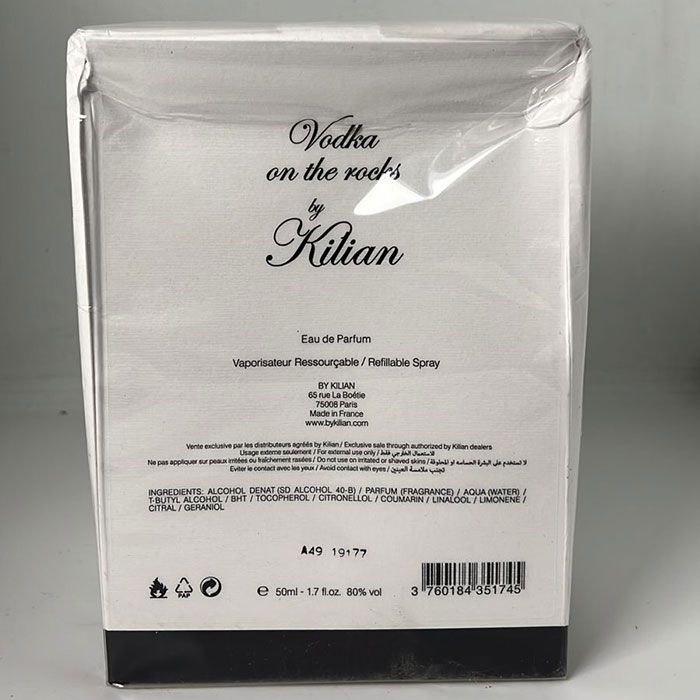 Vodka
on the rocks
by
Kilian
Eau de Parfum
Vaporisateur Ressourçable / Refillable Spray
BY KILIAN
65 rue La Boétie
75008 Paris
Made in France
www.bykilian.com
Vente exclusive par les distributeurs agréés by Kilian / Exclusive sale through authorized by Kilian dealers
Usage externe seulement / For external use only / الاستعمال الخارجي فقط
Ne pas appliquer sur peaux irritées ou fraîchement rasées / Do not use on irritated or shaved skins / لا تستخدم على البشرة الحساسه او المحلوقة
Eviter le contact avec les yeux / Avoid contact with eyes / لتجنب ملامسة العينين
INGREDIENTS: ALCOHOL DENAT (SD ALCOHOL 40-B) / PARFUM (FRAGRANCE) / AQUA (WATER) /
T-BUTYL ALCOHOL / BHT / TOCOPHEROL / CITRONELLOL / COUMARIN / LINALOOL / LIMONENE /
CITRAL / GERANIOL
A49 19177
PAP
e 50ml - 1.7 fl.oz. 80% vol
3 760184 351745